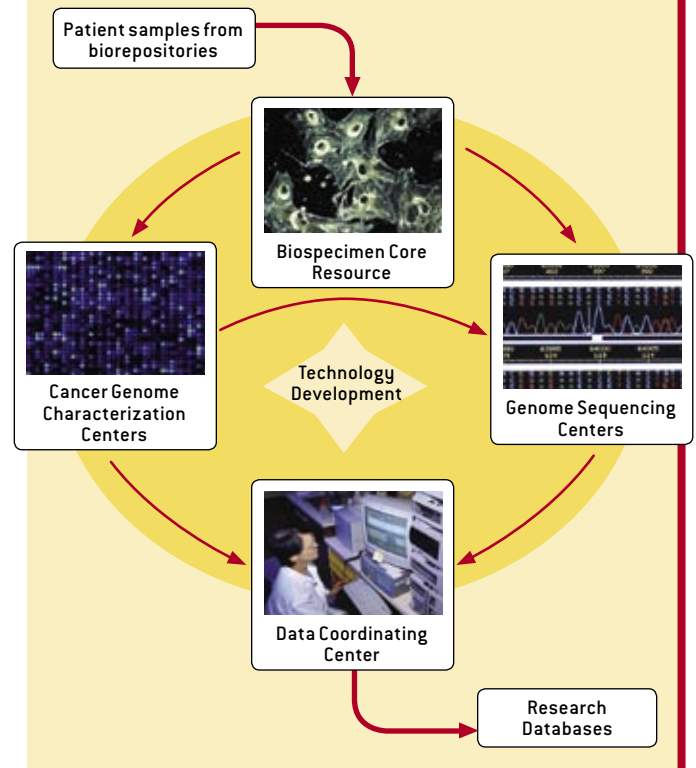 Patient samples from
biorepositories
Biospecimen Core
Resource
Cancer Genome
Characterization
Centers
Technology
Development
Genome Sequencing
Centers
Data Coordinating
Center
Research
Databases